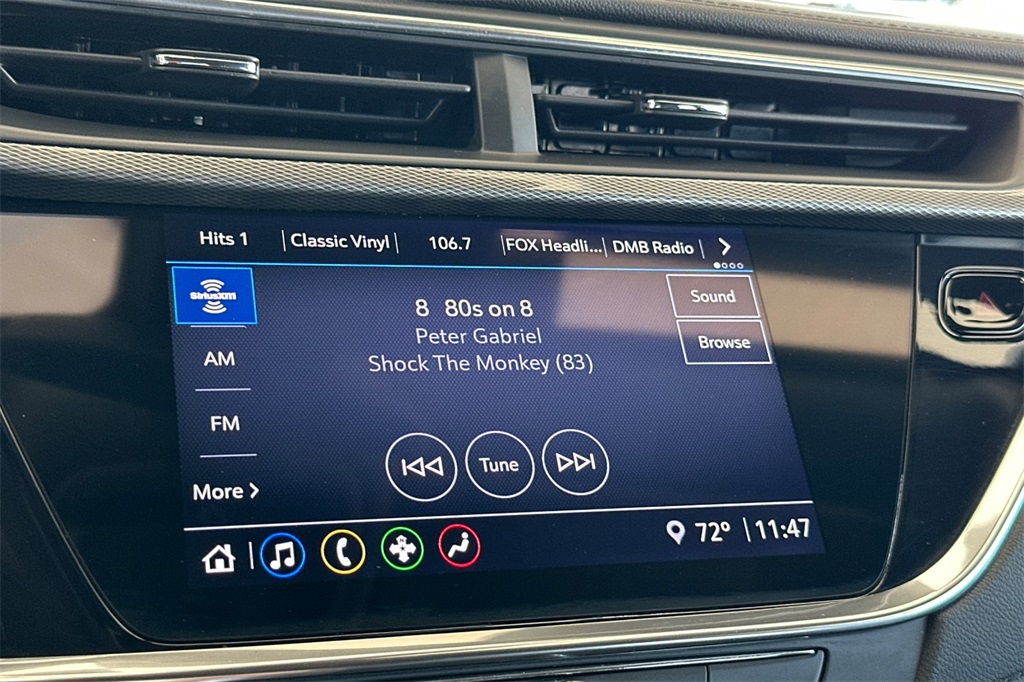 Hits 1 Classic Vinyl 106.7 FOX Headli... DMB Radio
SiriusXM
AM
FM
More
8 80s on 8
Peter Gabriel
Shock The Monkey (83)
Sound
Browse
Tune
72° 11:47